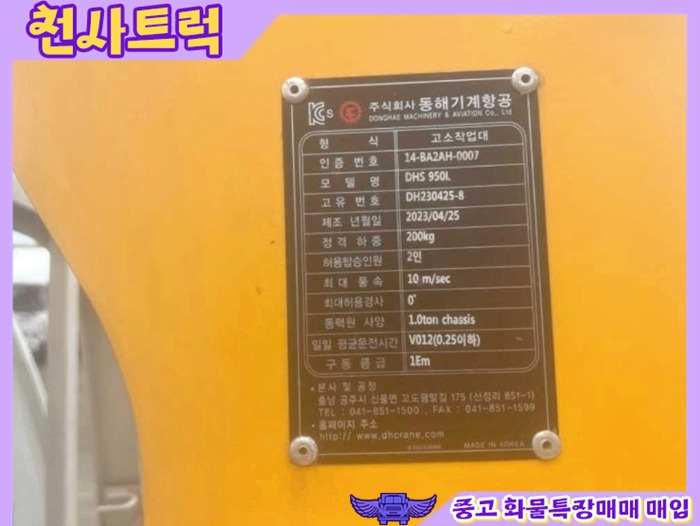 천사트럭
KCs 주식회사 동해기계항공
DONGHAE MACHINERY & AVIATION Co., Ltd
형 식 고소작업대
인 증 번 호 14-BA2AH-0007
모 델 명 DHS 950L
고 유 번 호 DH230425-8
제조 년월일 2023/04/25
정 격 하 중 200kg
허용탑승인원 2인
최 대 풍 속 10 m/sec
최대허용경사 0°
동력원 사양 1.0ton chassis
일일 평균운전시간 V012(0.25이하)
구 동 등 급 1Em
· 본사 및 공장
충남 공주시 신풀면 고도령말길 175 (산정리 851-1)
TEL : 041-851-1500 , FAX : 041-851-1599
· 홈페이지 주소
http:// www.dhcrane.com
MADE IN KOREA
중고 화물특장매매 매입